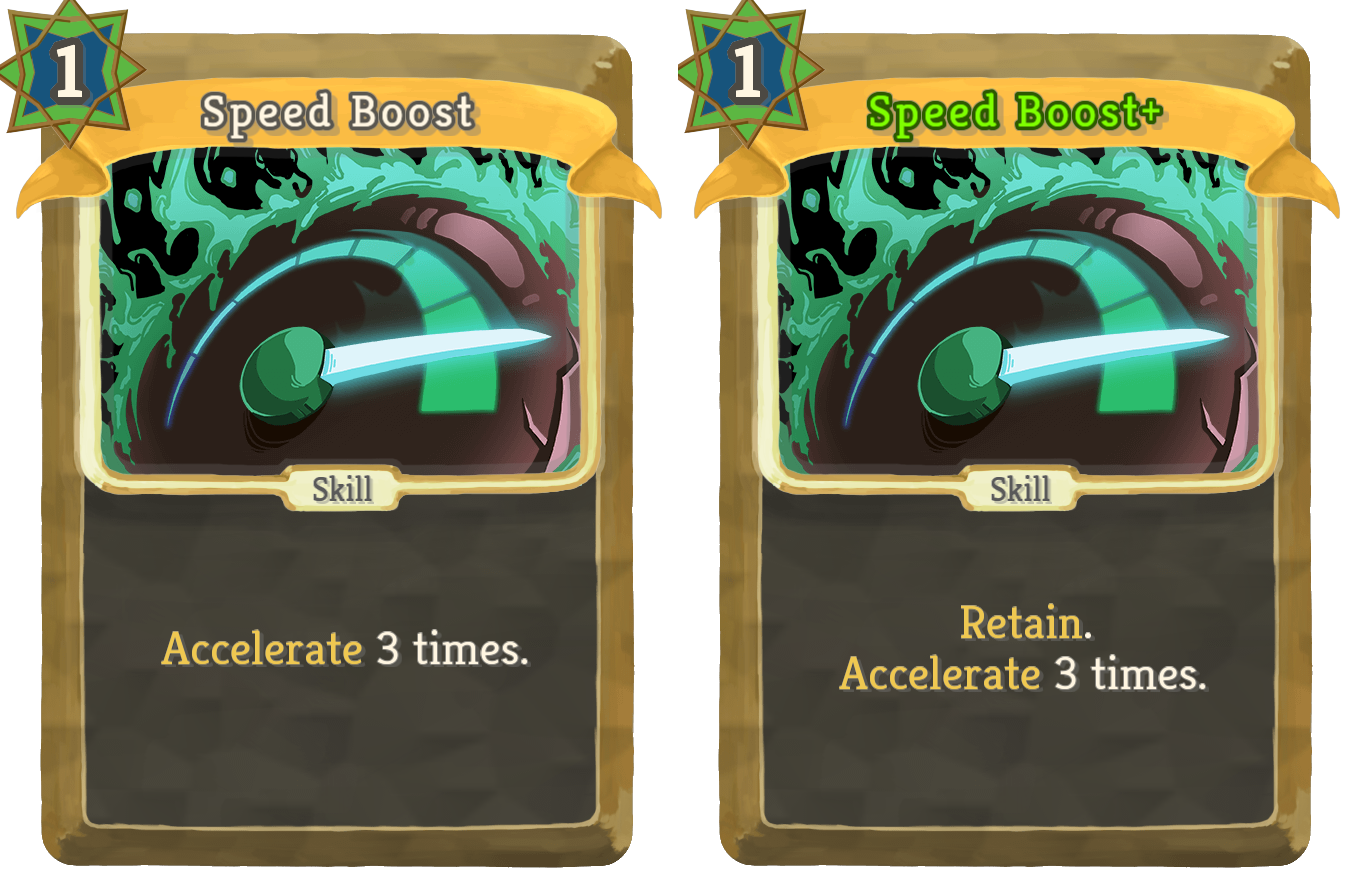 1
Speed Boost
Skill
Accelerate 3 times.
1
Speed Boost+
Skill
Retain.
Accelerate 3 times.